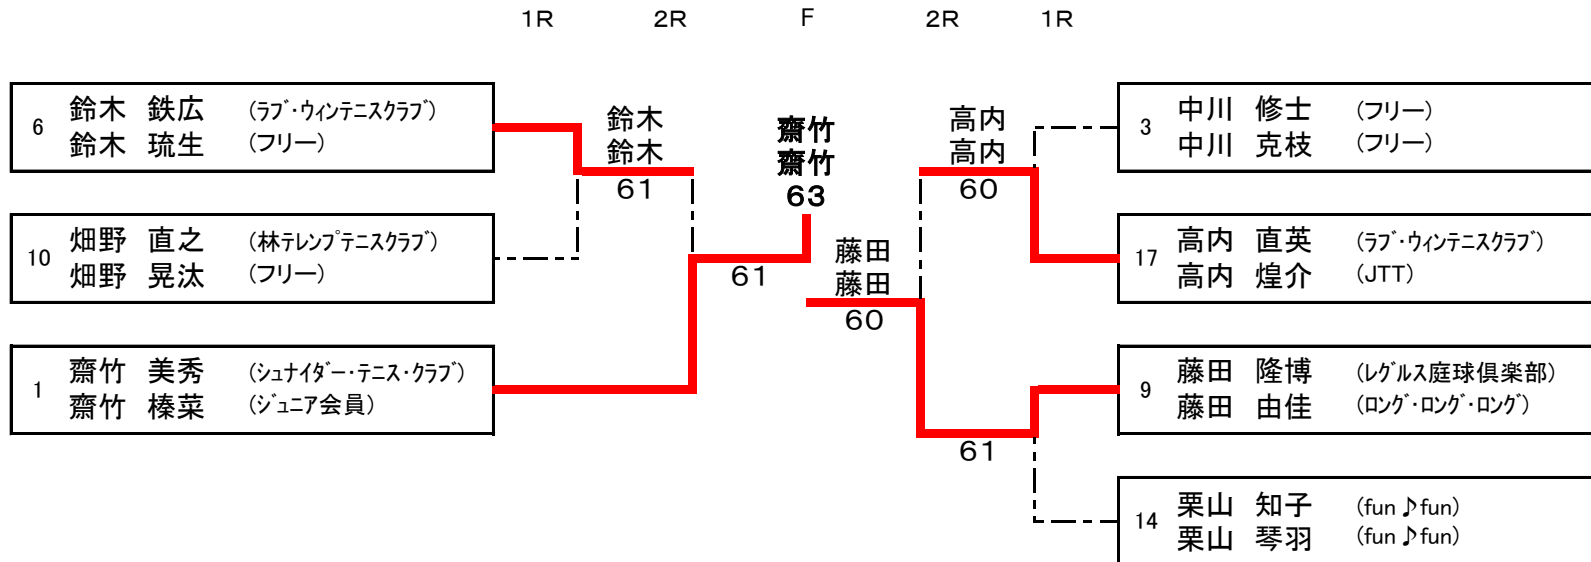 1R 2R F 2R 1R
6 鈴木 鉄広 (ラブ・ウィンテニスクラブ)
鈴木 琉生 (フリー)
10 畑野 直之 (林テレンプテニスクラブ)
畑野 晃汰 (フリー)
1 齋竹 美秀 (シュナイダー・テニス・クラブ)
齋竹 榛菜 (ジュニア会員)
鈴木
鈴木
61
61
齋竹
齋竹
63
藤田
藤田
60
高内
高内
60
61
3 中川 修士 (フリー)
中川 克枝 (フリー)
17 高内 直英 (ラブ・ウィンテニスクラブ)
高内 煌介 (JTT)
9 藤田 隆博 (レグルス庭球倶楽部)
藤田 由佳 (ロング・ロング・ロング)
14 栗山 知子 (fun♪fun)
栗山 琴羽 (fun♪fun)